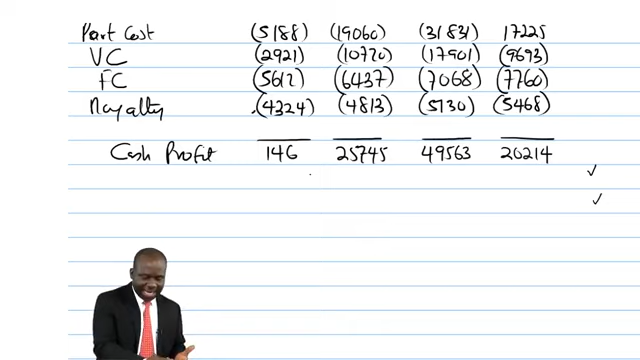 Part Cost (5188) (19060) (31831) 17225
VC (2921) (10720) (17901) (9693)
FC (5612) (6437) (7068) (7760)
Royalty (4324) (4813) (5130) (5468)
Cash Profit 146 25745 49563 20214